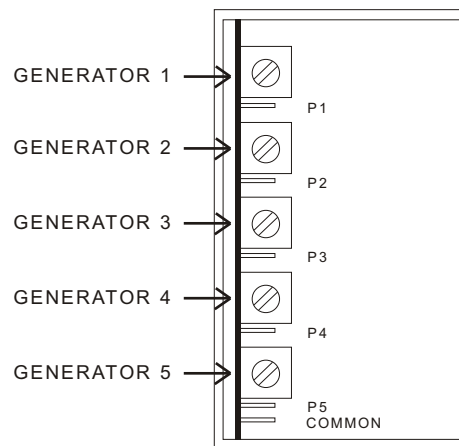 GENERATOR 1
P1
GENERATOR 2
P2
GENERATOR 3
P3
GENERATOR 4
P4
GENERATOR 5
P5
COMMON